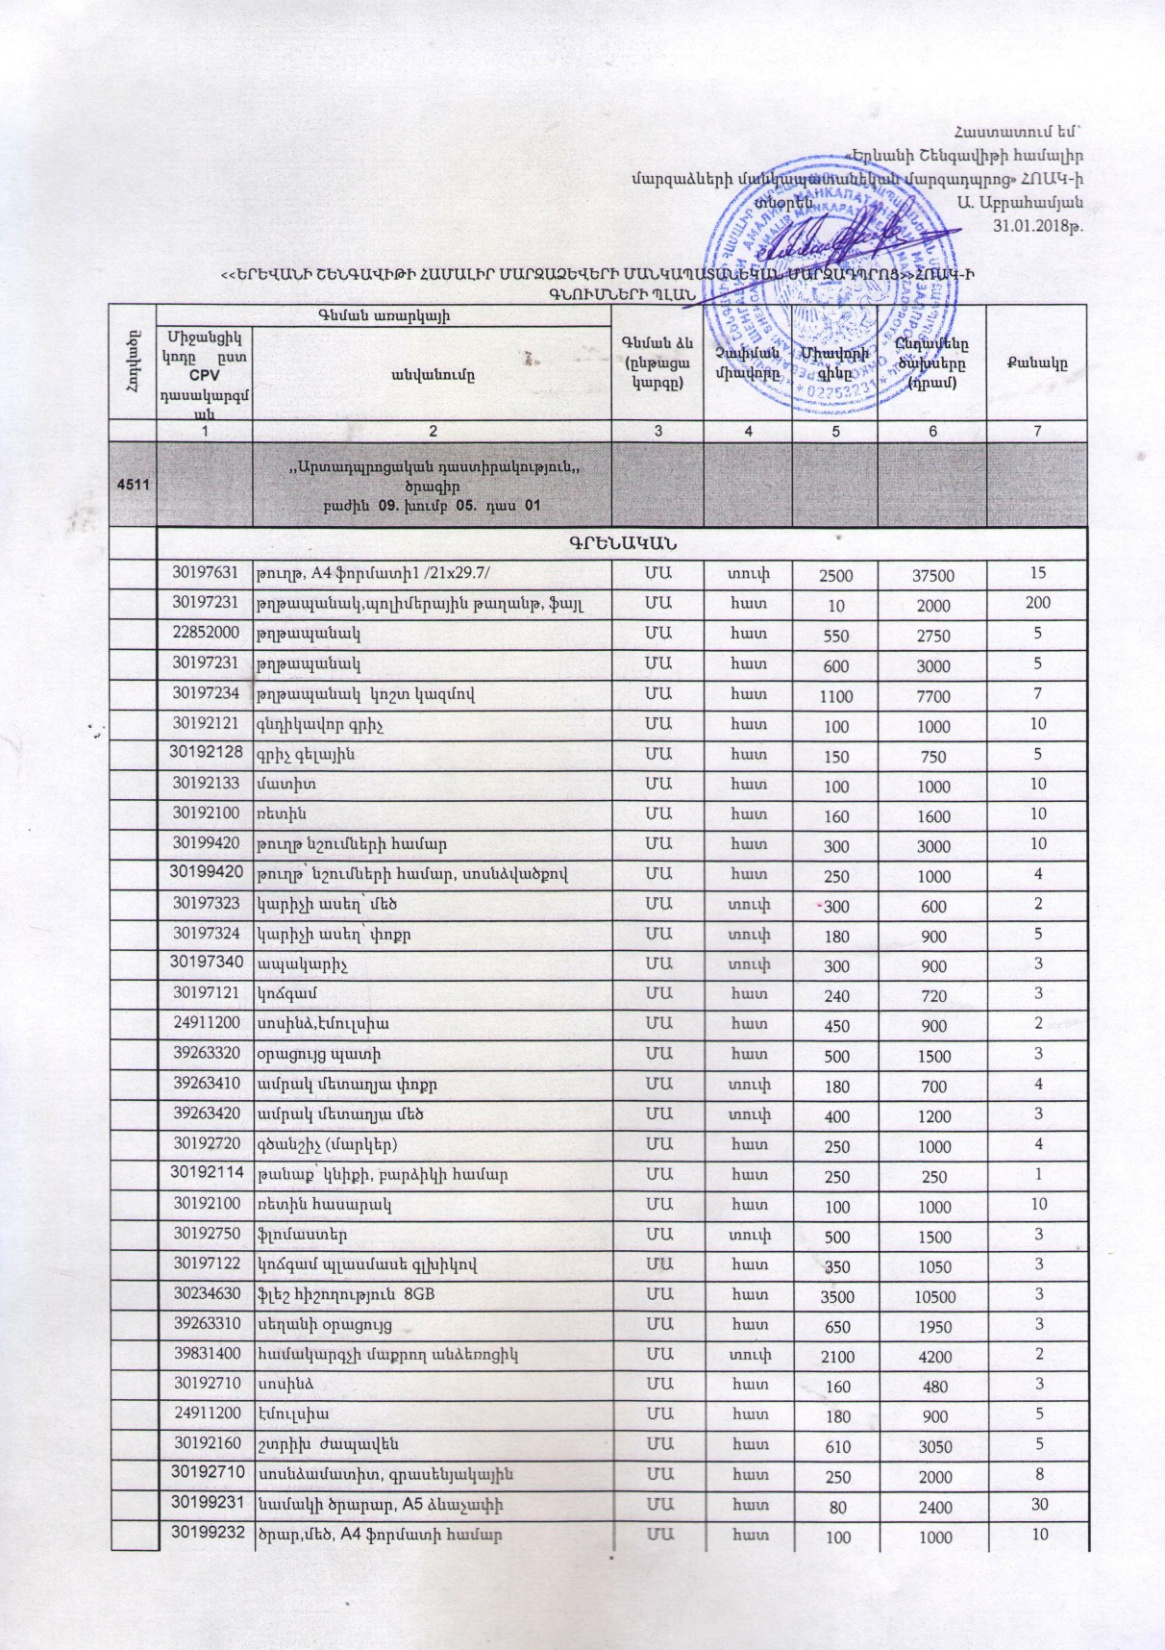 Հաստատում եմ՝
«Երևանի Շենգավիթի համալիր
մարզաձևերի մանկապատանեկան մարզադպրոց» ՀՈԱԿ-ի
տնօրեն Ա. Աբրահամյան
31.01.2018թ.
<<ԵՐԵՎԱՆԻ ՇԵՆԳԱՎԻԹԻ ՀԱՄԱԼԻՐ ՄԱՐԶԱՁԵՎԵՐԻ ՄԱՆԿԱՊԱՏԱՆԵԿԱՆ ՄԱՐԶԱԴՊՐՈՑ>>ՀՈԱԿ-Ի
ԳՆՈՒՄՆԵՐԻ ՊԼԱՆ
Հոդվածը Գնման առարկայի
Միջանցիկ կոդը ըստ CPV դասակարգման
անվանումը
Գնման ձև (ընթացակարգը)
Չափման միավորը
Միավորի գինը
Ընդամենը ծախսերը (դրամ)
Քանակը
1 2 3 4 5 6 7
4511 ,,Արտադպրոցական դաստիրակություն,,
ծրագիր
բաժին 09. խումբ 05. դաս 01
ԳՐԵՆԱԿԱՆ
30197631 թուղթ, A4 ֆորմատի1 /21x29.7/ ՄԱ տուփ 2500 37500 15
30197231 թղթապանակ,պոլիմերային թաղանթ, ֆայլ ՄԱ հատ 10 2000 200
22852000 թղթապանակ ՄԱ հատ 550 2750 5
30197231 թղթապանակ ՄԱ հատ 600 3000 5
30197234 թղթապանակ կոշտ կազմով ՄԱ հատ 1100 7700 7
30192121 գնդիկավոր գրիչ ՄԱ հատ 100 1000 10
30192128 գրիչ գելային ՄԱ հատ 150 750 5
30192133 մատիտ ՄԱ հատ 100 1000 10
30192100 ռետին ՄԱ հատ 160 1600 10
30199420 թուղթ նշումների համար ՄԱ հատ 300 3000 10
30199420 թուղթ՝ նշումների համար, սոսնձվածքով ՄԱ հատ 250 1000 4
30197323 կարիչի ասեղ՝ մեծ ՄԱ տուփ 300 600 2
30197324 կարիչի ասեղ՝ փոքր ՄԱ տուփ 180 900 5
30197340 ապակարիչ ՄԱ տուփ 300 900 3
30197121 կոճգամ ՄԱ հատ 240 720 3
24911200 սոսինձ,էմուլսիա ՄԱ հատ 450 900 2
39263320 օրացույց պատի ՄԱ հատ 500 1500 3
39263410 ամրակ մետաղյա փոքր ՄԱ տուփ 180 700 4
39263420 ամրակ մետաղյա մեծ ՄԱ տուփ 400 1200 3
30192720 գծանշիչ (մարկեր) ՄԱ հատ 250 1000 4
30192114 թանաք՝ կնիքի, բարձիկի համար ՄԱ հատ 250 250 1
30192100 ռետին հասարակ ՄԱ հատ 100 1000 10
30192750 ֆլոմաստեր ՄԱ տուփ 500 1500 3
30197122 կոճգամ պլասմասե գլխիկով ՄԱ հատ 350 1050 3
30234630 ֆլեշ հիշողություն 8GB ՄԱ հատ 3500 10500 3
39263310 սեղանի օրացույց ՄԱ հատ 650 1950 3
39831400 համակարգչի մաքրող անձեռոցիկ ՄԱ տուփ 2100 4200 2
30192710 սոսինձ ՄԱ հատ 160 480 3
24911200 էմուլսիա ՄԱ հատ 180 900 5
30192160 շտրիխ ժապավեն ՄԱ հատ 610 3050 5
30192710 սոսնձամատիտ, գրասենյակային ՄԱ հատ 250 2000 8
30199231 նամակի ծրարար, A5 ձևաչափի ՄԱ հատ 80 2400 30
30199232 ծրար,մեծ, A4 ֆորմատի համար ՄԱ հատ 100 1000 10